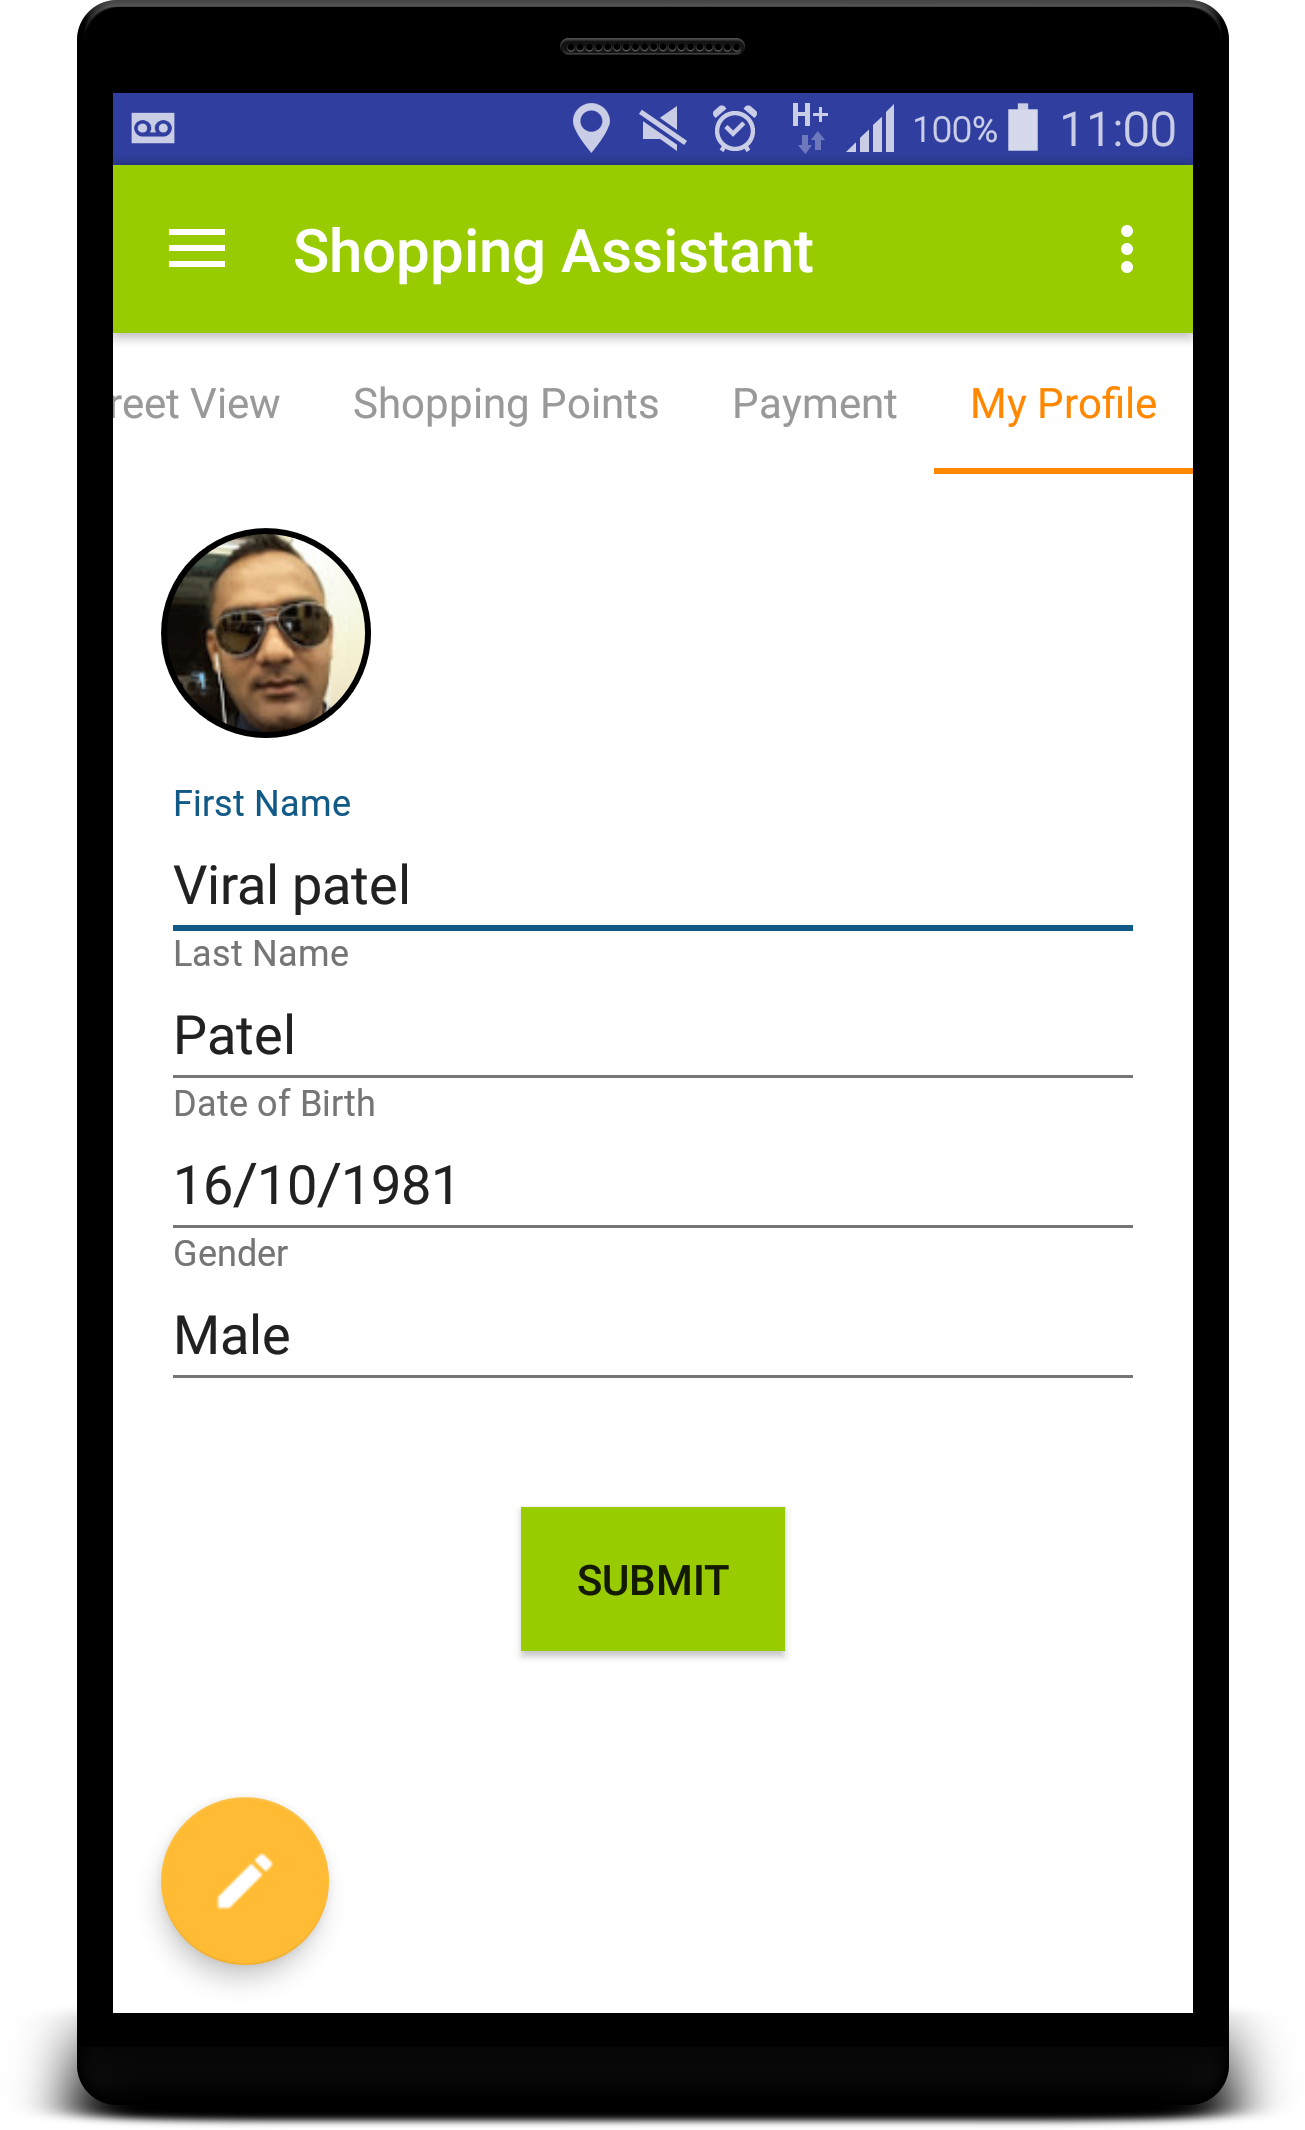 H+ 100% 11:00
Shopping Assistant
reet View Shopping Points Payment My Profile
First Name
Viral patel
Last Name
Patel
Date of Birth
16/10/1981
Gender
Male
SUBMIT